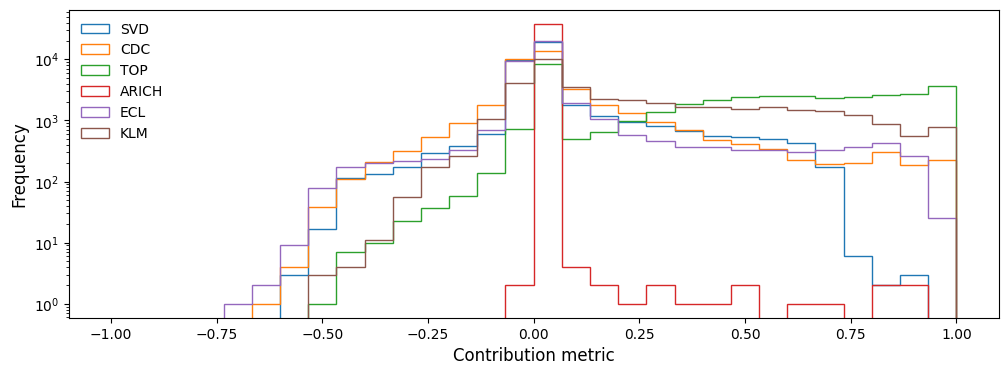 SVD
CDC
TOP
ARICH
ECL
KLM
Frequency
10⁴
10³
10²
10¹
10⁰
−1.00 −0.75 −0.50 −0.25 0.00 0.25 0.50 0.75 1.00
Contribution metric